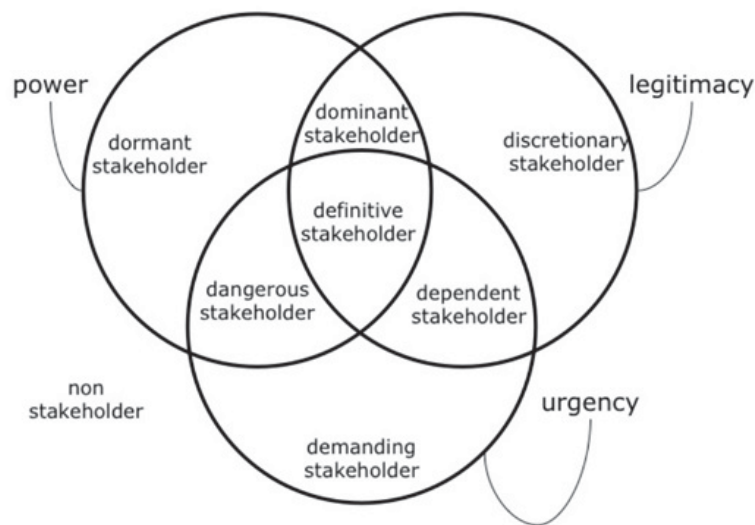 power
legitimacy
dominant
stakeholder
dormant
stakeholder
discretionary
stakeholder
definitive
stakeholder
dangerous
stakeholder
dependent
stakeholder
non
stakeholder
urgency
demanding
stakeholder